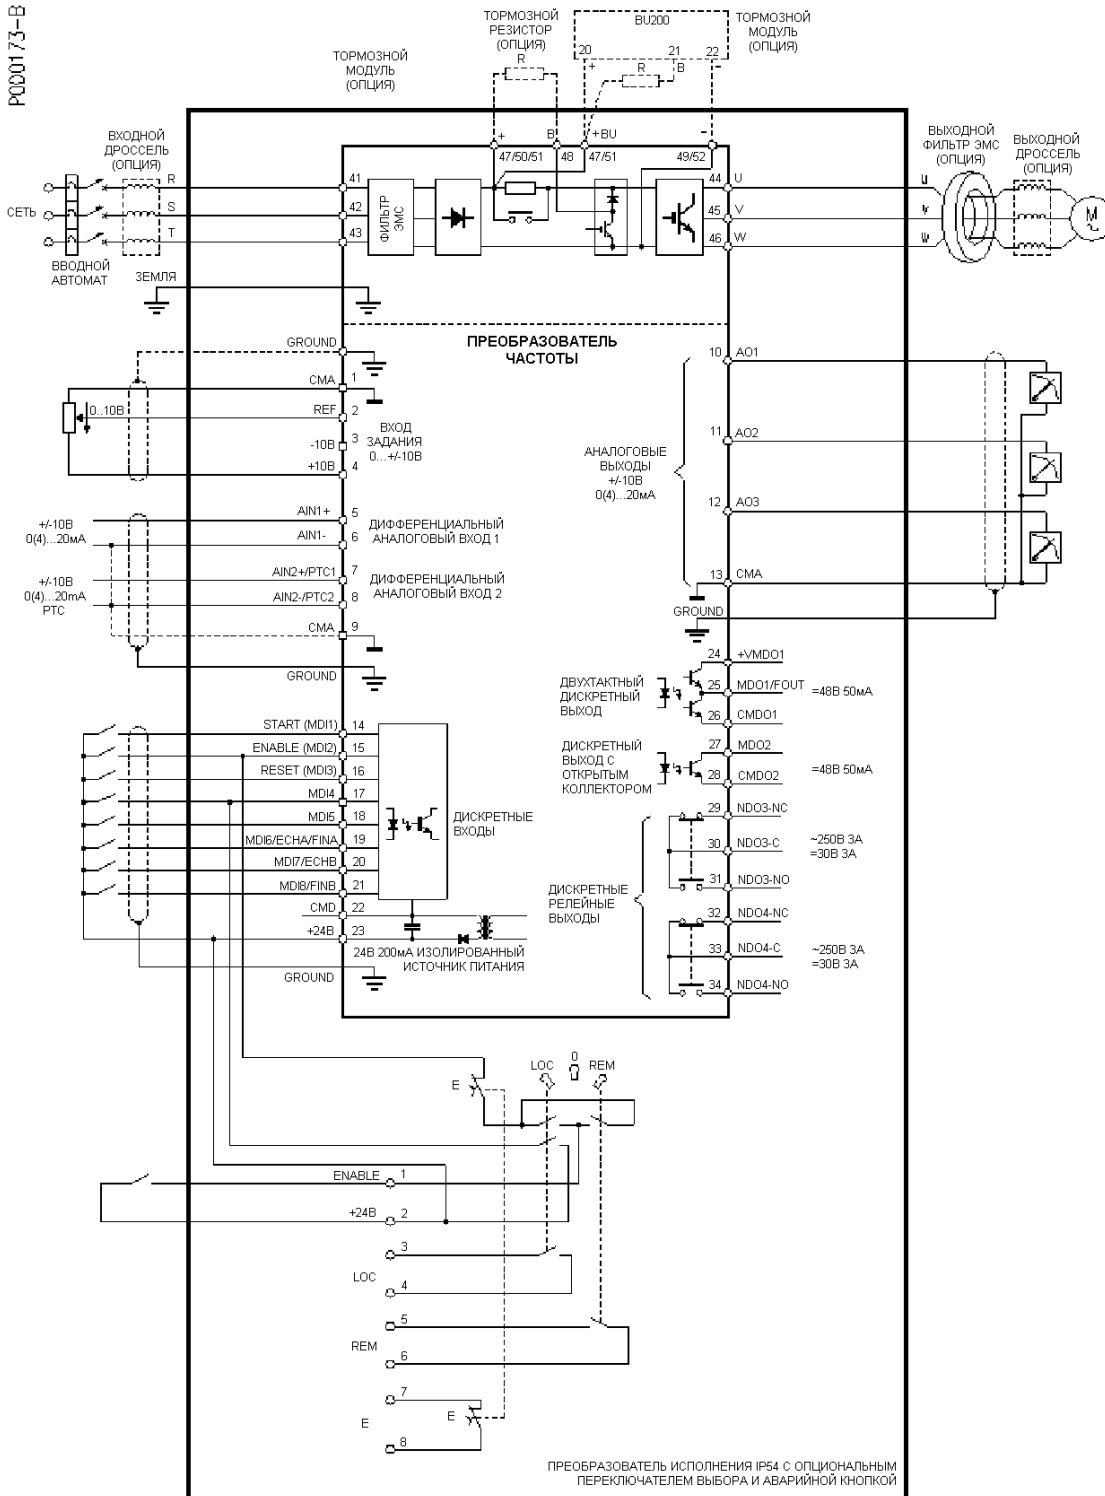 P000173-B
ТОРМОЗНОЙ
РЕЗИСТОР
(ОПЦИЯ)
R
BU200
20
21
22
+
R
B
-
ТОРМОЗНОЙ
МОДУЛЬ
(ОПЦИЯ)
ТОРМОЗНОЙ
МОДУЛЬ
(ОПЦИЯ)
ВХОДНОЙ
ДРОССЕЛЬ
(ОПЦИЯ)
+
B
+BU
-
47/50/51
48
47/51
49/52
ВЫХОДНОЙ
ФИЛЬТР ЭМС
(ОПЦИЯ)
ВЫХОДНОЙ
ДРОССЕЛЬ
(ОПЦИЯ)
СЕТЬ
R
S
T
41
42
43
ФИЛЬТР
ЭМС
44
U
45
V
46
W
U
V
W
M
~
ВВОДНОЙ
АВТОМАТ
ЗЕМЛЯ
ПРЕОБРАЗОВАТЕЛЬ
ЧАСТОТЫ
GROUND
CMA
1
0..10В
REF
2
-10В
3
+10В
4
ВХОД
ЗАДАНИЯ
0...+/-10В
+/-10В
0(4)...20мА
AIN1+
5
AIN1-
6
ДИФФЕРЕНЦИАЛЬНЫЙ
АНАЛОГОВЫЙ ВХОД 1
+/-10В
0(4)...20mA
PTC
AIN2+/PTC1
7
AIN2-/PTC2
8
ДИФФЕРЕНЦИАЛЬНЫЙ
АНАЛОГОВЫЙ ВХОД 2
CMA
9
GROUND
10
AO1
11
AO2
АНАЛОГОВЫЕ
ВЫХОДЫ
+/-10В
0(4)...20мА
12
AO3
13
CMA
GROUND
24
+VMDO1
ДВУХТАКТНЫЙ
ДИСКРЕТНЫЙ
ВЫХОД
25
MDO1/FOUT
=48В 50мА
26
CMDO1
ДИСКРЕТНЫЙ
ВЫХОД С
ОТКРЫТЫМ
КОЛЛЕКТОРОМ
27
MDO2
28
CMDO2
=48В 50мА
29
NDO3-NC
30
NDO3-C
31
NDO3-NO
~250В 3А
=30В 3А
ДИСКРЕТНЫЕ
РЕЛЕЙНЫЕ
ВЫХОДЫ
32
NDO4-NC
33
NDO4-C
34
NDO4-NO
~250В 3А
=30В 3А
START (MDI1)
14
ENABLE (MDI2)
15
RESET (MDI3)
16
MDI4
17
MDI5
18
MDI6/ECHA/FINA
19
MDI7/ECHB
20
MDI8/FINB
21
CMD
22
+24В
23
ДИСКРЕТНЫЕ
ВХОДЫ
24В 200мА ИЗОЛИРОВАННЫЙ
ИСТОЧНИК ПИТАНИЯ
GROUND
LOC
0
REM
E
ENABLE
1
+24В
2
3
LOC
4
5
REM
6
7
E
E
8
ПРЕОБРАЗОВАТЕЛЬ ИСПОЛНЕНИЯ IP54 С ОПЦИОНАЛЬНЫМ
ПЕРЕКЛЮЧАТЕЛЕМ ВЫБОРА И АВАРИЙНОЙ КНОПКОЙ